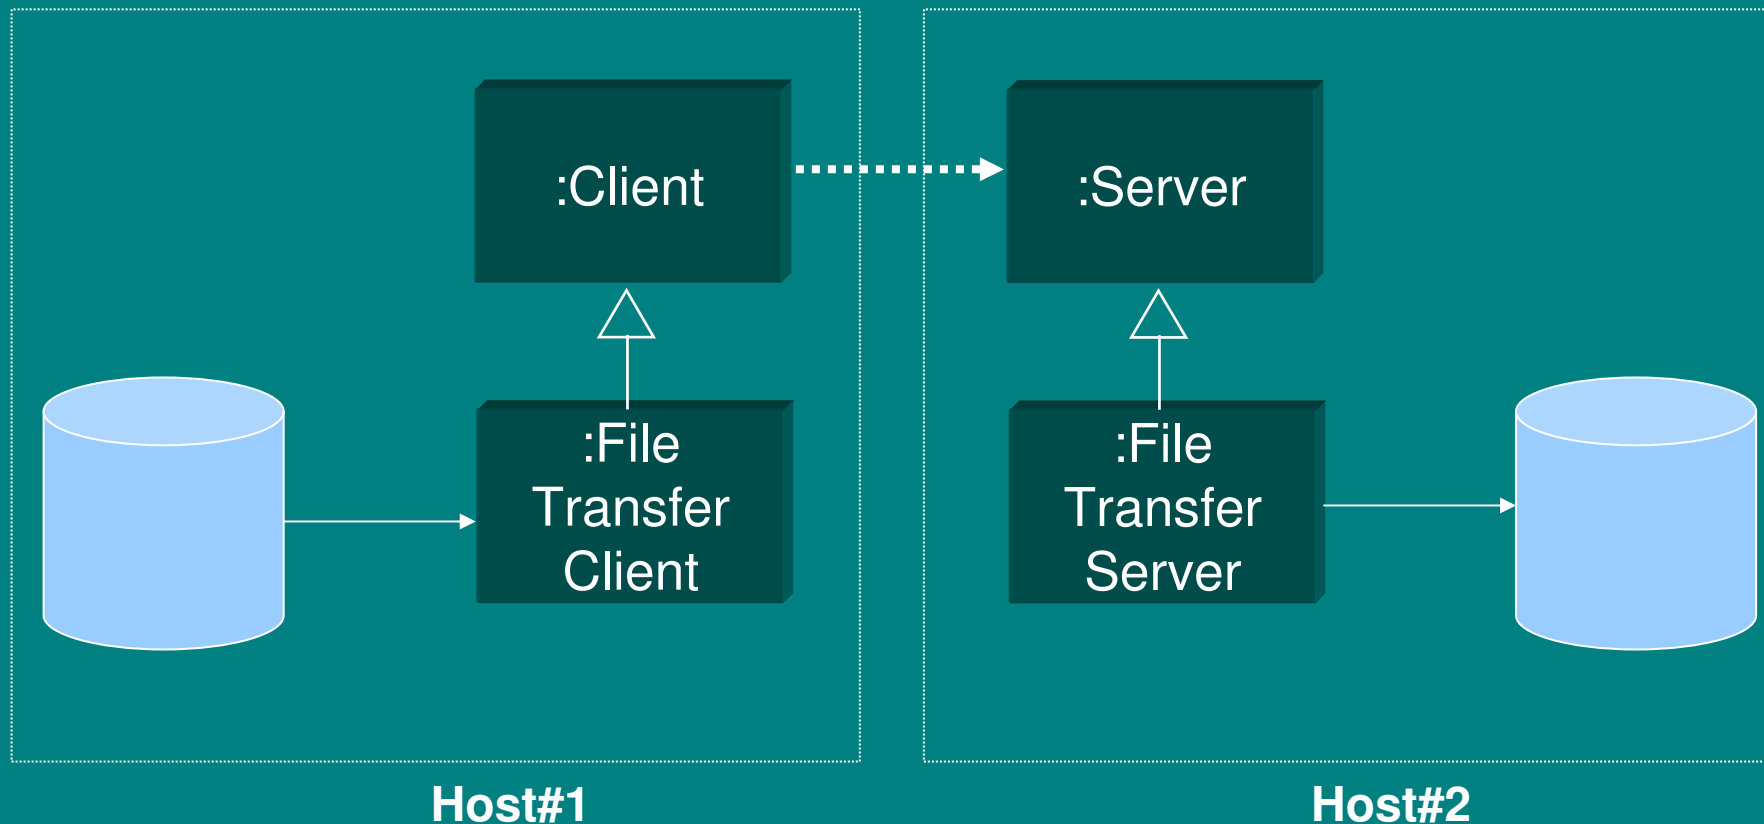 :Client
:Server
:File
Transfer
Client
:File
Transfer
Server
Host#1
Host#2